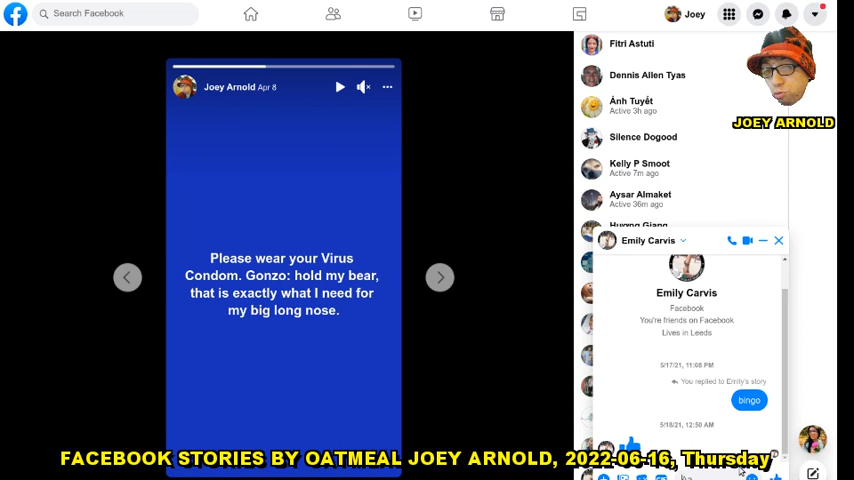 Search Facebook
Joey
Joey Arnold Apr 8
Please wear your Virus
Condom. Gonzo: hold my bear,
that is exactly what I need for
my big long nose.
Fitri Astuti
Dennis Allen Tyas
Ánh Tuyết
Active 3h ago
Silence Dogood
Kelly P Smoot
Active 7m ago
Aysar Almaket
Active 36m ago
Hương Giang
JOEY ARNOLD
Emily Carvis
Emily Carvis
Facebook
You're friends on Facebook
Lives in Leeds
5/17/21, 11:08 PM
You replied to Emily's story
bingo
5/18/21, 12:50 AM
Aa
FACEBOOK STORIES BY OATMEAL JOEY ARNOLD, 2022-06-16, Thursday